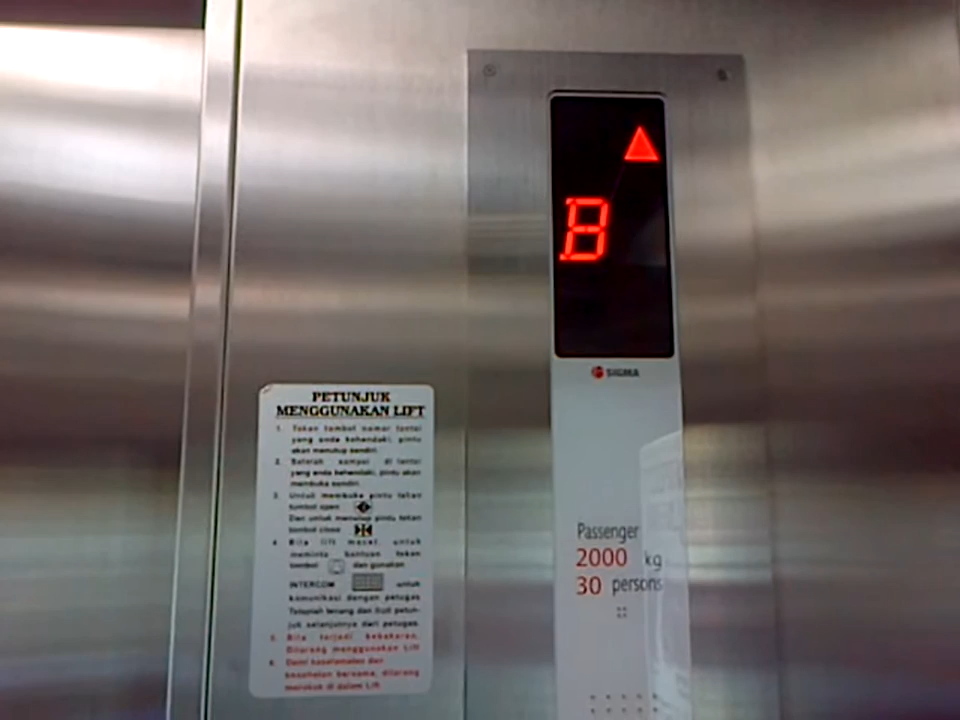 B
SIGMA
PETUNJUK
MENGGUNAKAN LIFT
1. Tekan tombol nomor lantai
yang anda kehendaki, pintu
akan menutup sendiri.
2. Setelah sampai di lantai
yang anda kehendaki, pintu akan
membuka sendiri.
3. Untuk membuka pintu tekan
tombol open
Dan untuk menutup pintu tekan
tombol close
4. Bila lift macet, untuk
meminta bantuan tekan
tombol dan gunakan
INTERCOM untuk
komunikasi dengan petugas
Tetaplah tenang dan ikuti petun-
juk selanjutnya dari petugas.
5. Bila terjadi kebakaran,
Dilarang menggunakan Lift
6. Demi keselamatan dan
kesehatan bersama, dilarang
merokok di dalam Lift
Passenger
2000 kg
30 persons